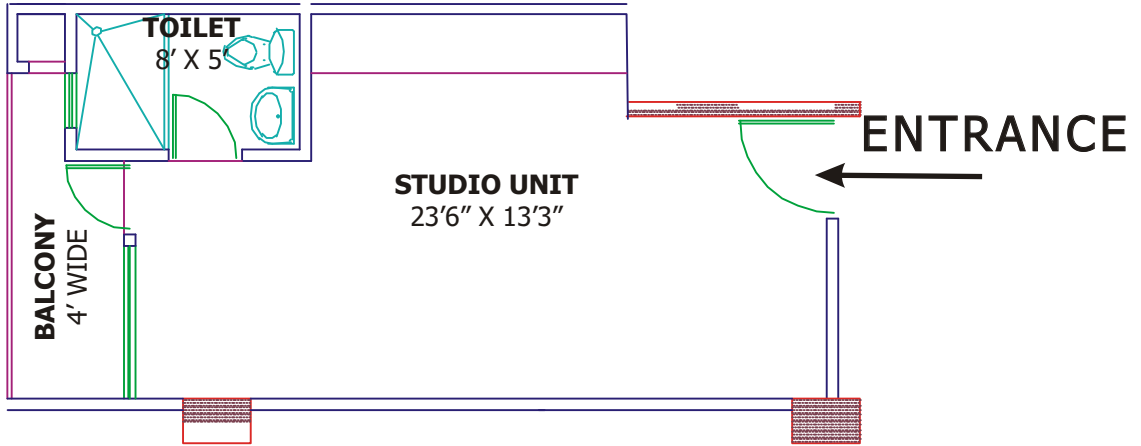 TOILET
8′ X 5′
ENTRANCE
STUDIO UNIT
23′6″ X 13′3″
BALCONY
4′ WIDE